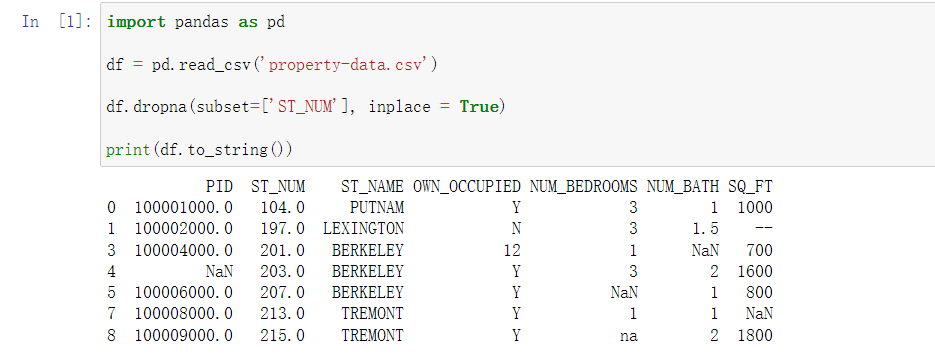 In [1]: import pandas as pd
df = pd.read_csv('property-data.csv')
df.dropna(subset=['ST_NUM'], inplace = True)
print(df.to_string())
PID ST_NUM ST_NAME OWN_OCCUPIED NUM_BEDROOMS NUM_BATH SQ_FT
0 100001000.0 104.0 PUTNAM Y 3 1 1000
1 100002000.0 197.0 LEXINGTON N 3 1.5 --
3 100004000.0 201.0 BERKELEY 12 1 NaN 700
4 NaN 203.0 BERKELEY Y 3 2 1600
5 100006000.0 207.0 BERKELEY Y NaN 1 800
7 100008000.0 213.0 TREMONT Y 1 1 NaN
8 100009000.0 215.0 TREMONT Y na 2 1800